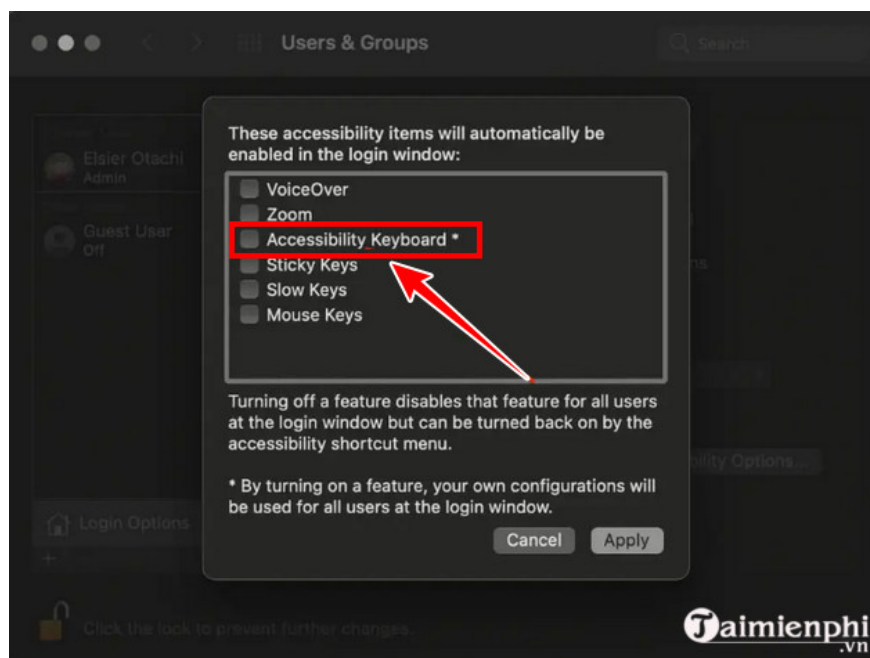 Users & Groups
Search
These accessibility items will automatically be
enabled in the login window:
Elsier Otachi
Admin
VoiceOver
Zoom
Guest User
Off
Accessibility Keyboard *
Sticky Keys
Slow Keys
Mouse Keys
Turning off a feature disables that feature for all users
at the login window but can be turned back on by the
accessibility shortcut menu.
Options...
* By turning on a feature, your own configurations will
be used for all users at the login window.
Login Options
Cancel
Apply
Click the lock to prevent further changes.
Taimienphi
.vn